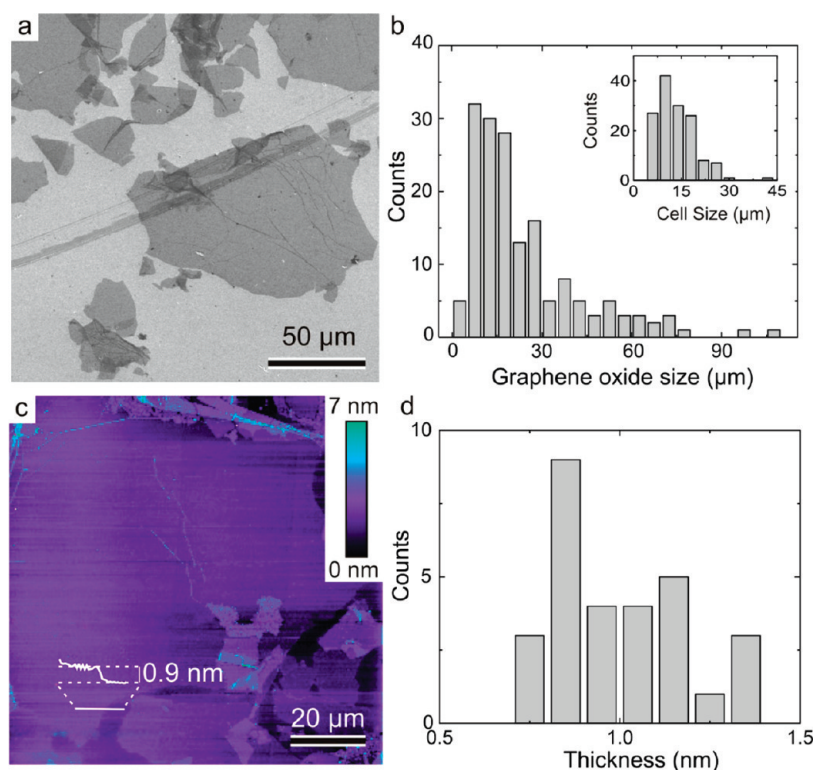 a
50 μm
b
40
30
20
10
0
Counts
0
30
60
90
Graphene oxide size (μm)
40
20
0
Counts
0
15
30
45
Cell Size (μm)
c
7 nm
0 nm
0.9 nm
20 μm
d
10
5
0
Counts
0.5
1.0
1.5
Thickness (nm)